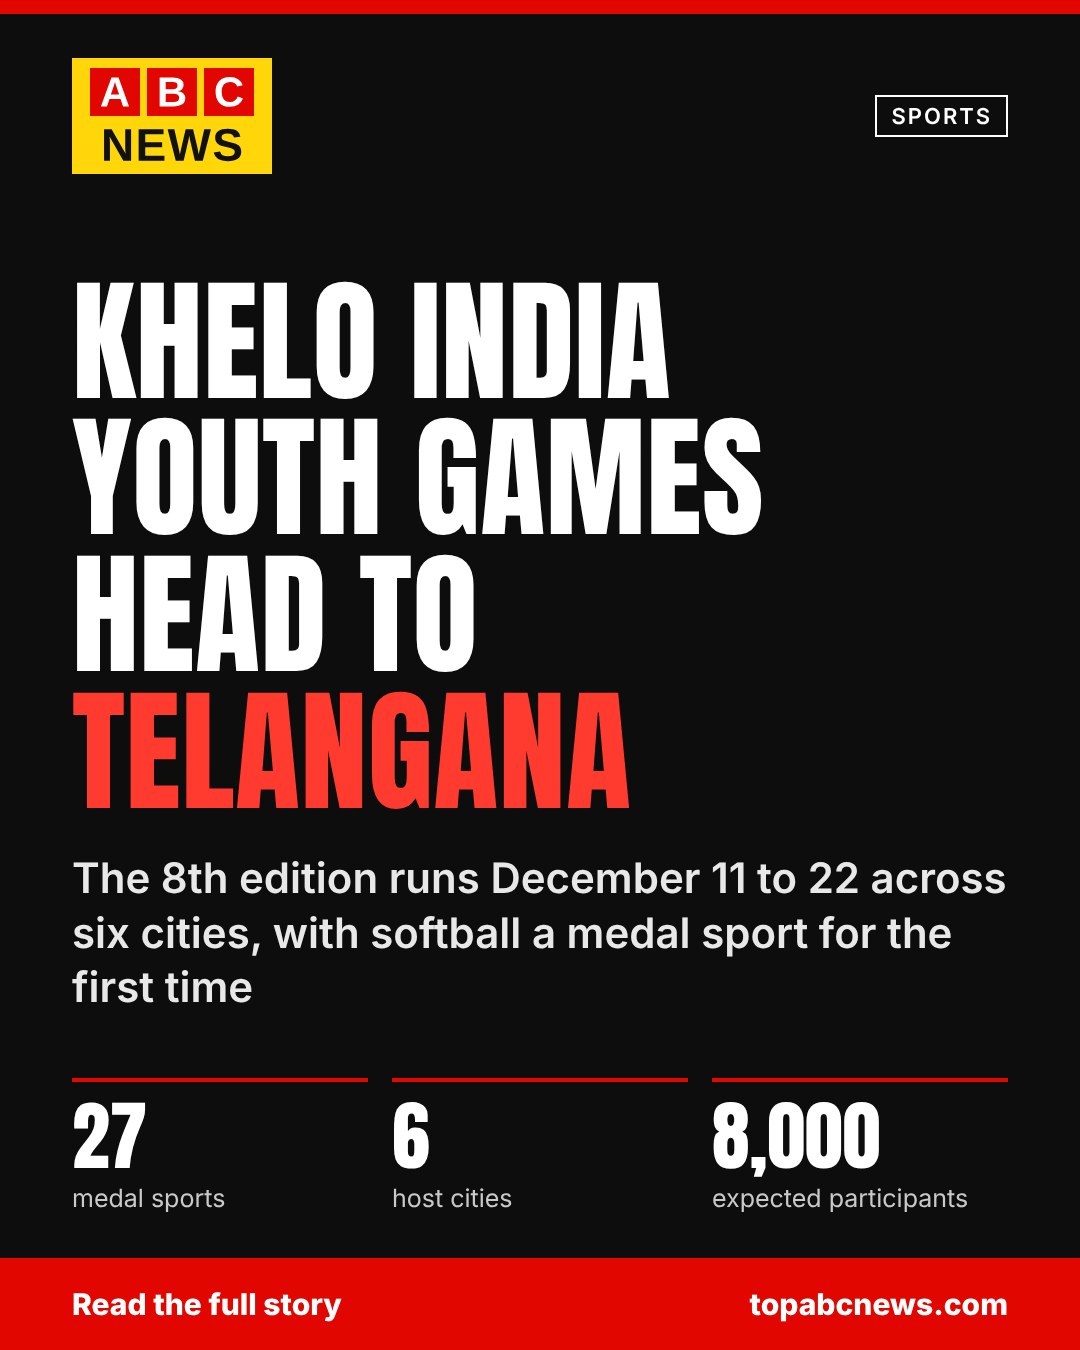 ABC
NEWS
SPORTS
KHELO INDIA
YOUTH GAMES
HEAD TO
TELANGANA
The 8th edition runs December 11 to 22 across
six cities, with softball a medal sport for the
first time
27
medal sports
6
host cities
8,000
expected participants
Read the full story
topabcnews.com